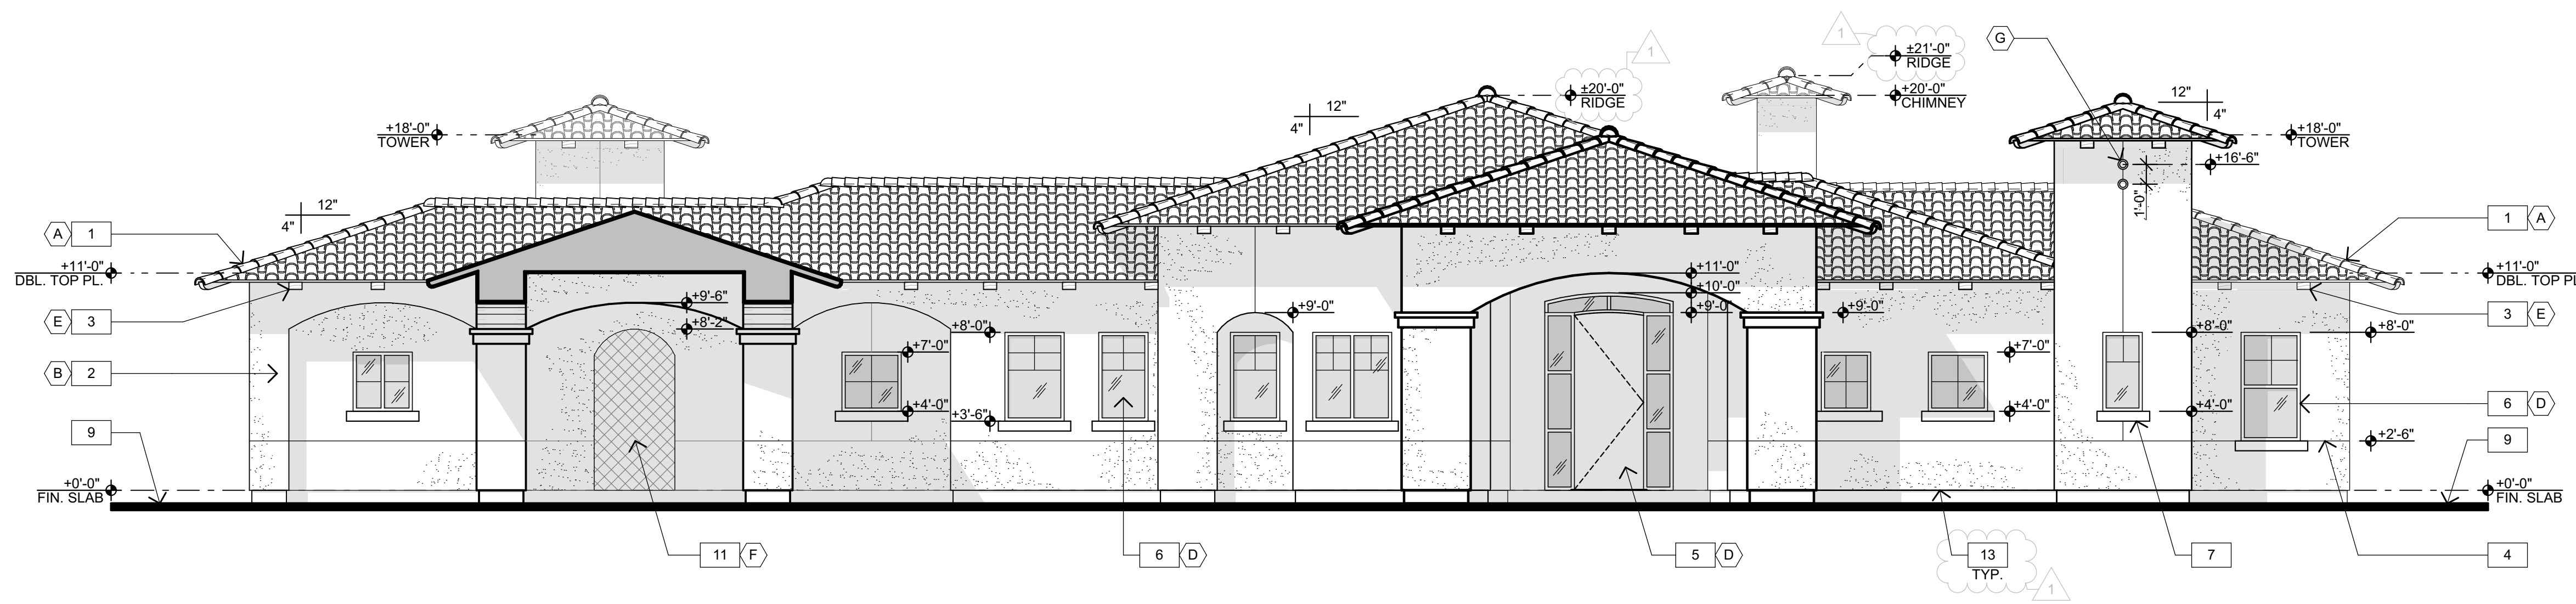 1
1
±21'-0"
RIDGE
G
±20'-0"
RIDGE
+20'-0"
CHIMNEY
12"
4"
12"
4"
+18'-0"
TOWER
+18'-0"
TOWER
+16'-6"
1'-0"
12"
4"
A 1
1 A
+11'-0"
DBL. TOP PL.
+11'-0"
+11'-0"
DBL. TOP PL
+10'-0"
+9'-6"
+9'-0"
+9'-0"
+9'-0"
E 3
3 E
+8'-2"
+8'-0"
+8'-0"
+8'-0"
+7'-0"
+7'-0"
B 2
6 D
+4'-0"
+3'-6"
+4'-0"
+4'-0"
9
+2'-6"
9
+0'-0"
FIN. SLAB
+0'-0"
FIN. SLAB
11 F
6 D
5 D
13
TYP.
7
4
1